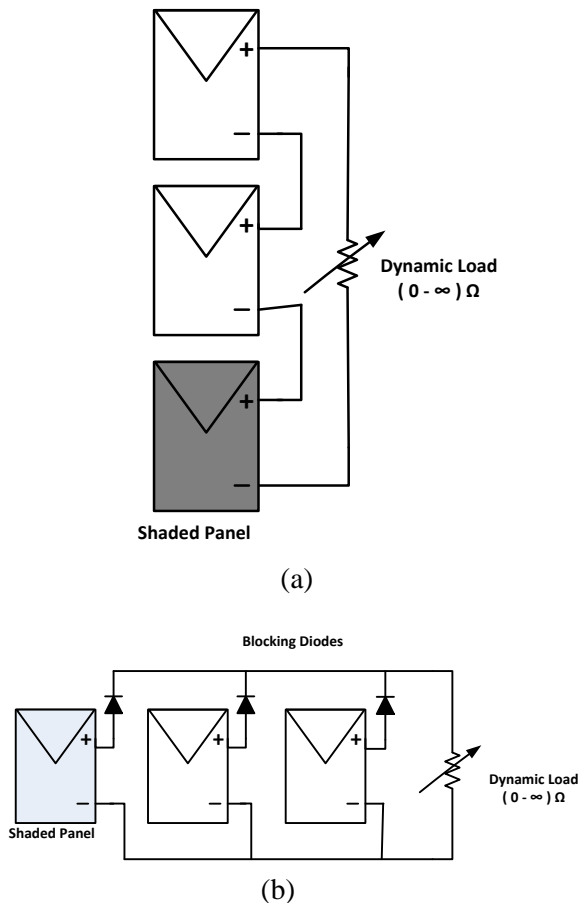 +
−
+
−
Dynamic Load
( 0 - ∞ ) Ω
+
−
Shaded Panel
(a)
Blocking Diodes
+
+
+
−
−
−
Dynamic Load
( 0 - ∞ ) Ω
Shaded Panel
(b)